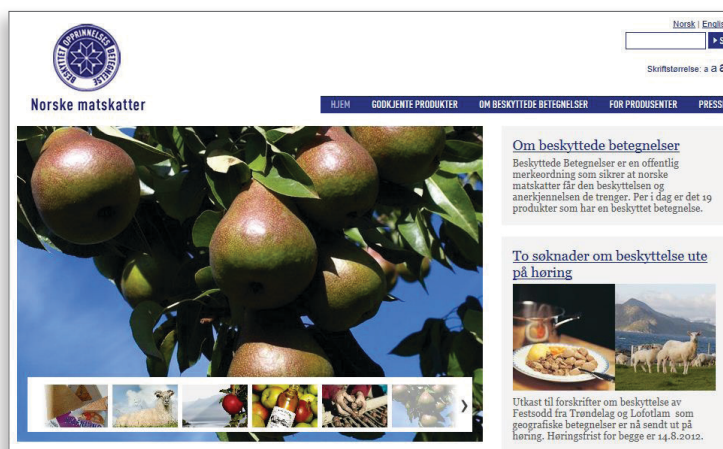 Norsk | Englis
BESKYTTET OPPRINNELSES BETEGNELSE
Norske matskatter
Skriftstørrelse: a a a
HJEM GODKJENTE PRODUKTER OM BESKYTTEDE BETEGNELSER FOR PRODUSENTER PRESS
Om beskyttede betegnelser
Beskyttede Betegnelser er en offentlig
merkeordning som sikrer at norske
matskatter får den beskyttelsen og
anerkjennelsen de trenger. Per i dag er det 19
produkter som har en beskyttet betegnelse.
To søknader om beskyttelse ute
på høring
Utkast til forskrifter om beskyttelse av
Festsodd fra Trøndelag og Lofotlam som
geografiske betegnelser er nå sendt ut på
høring. Høringsfrist for begge er 14.8.2012.